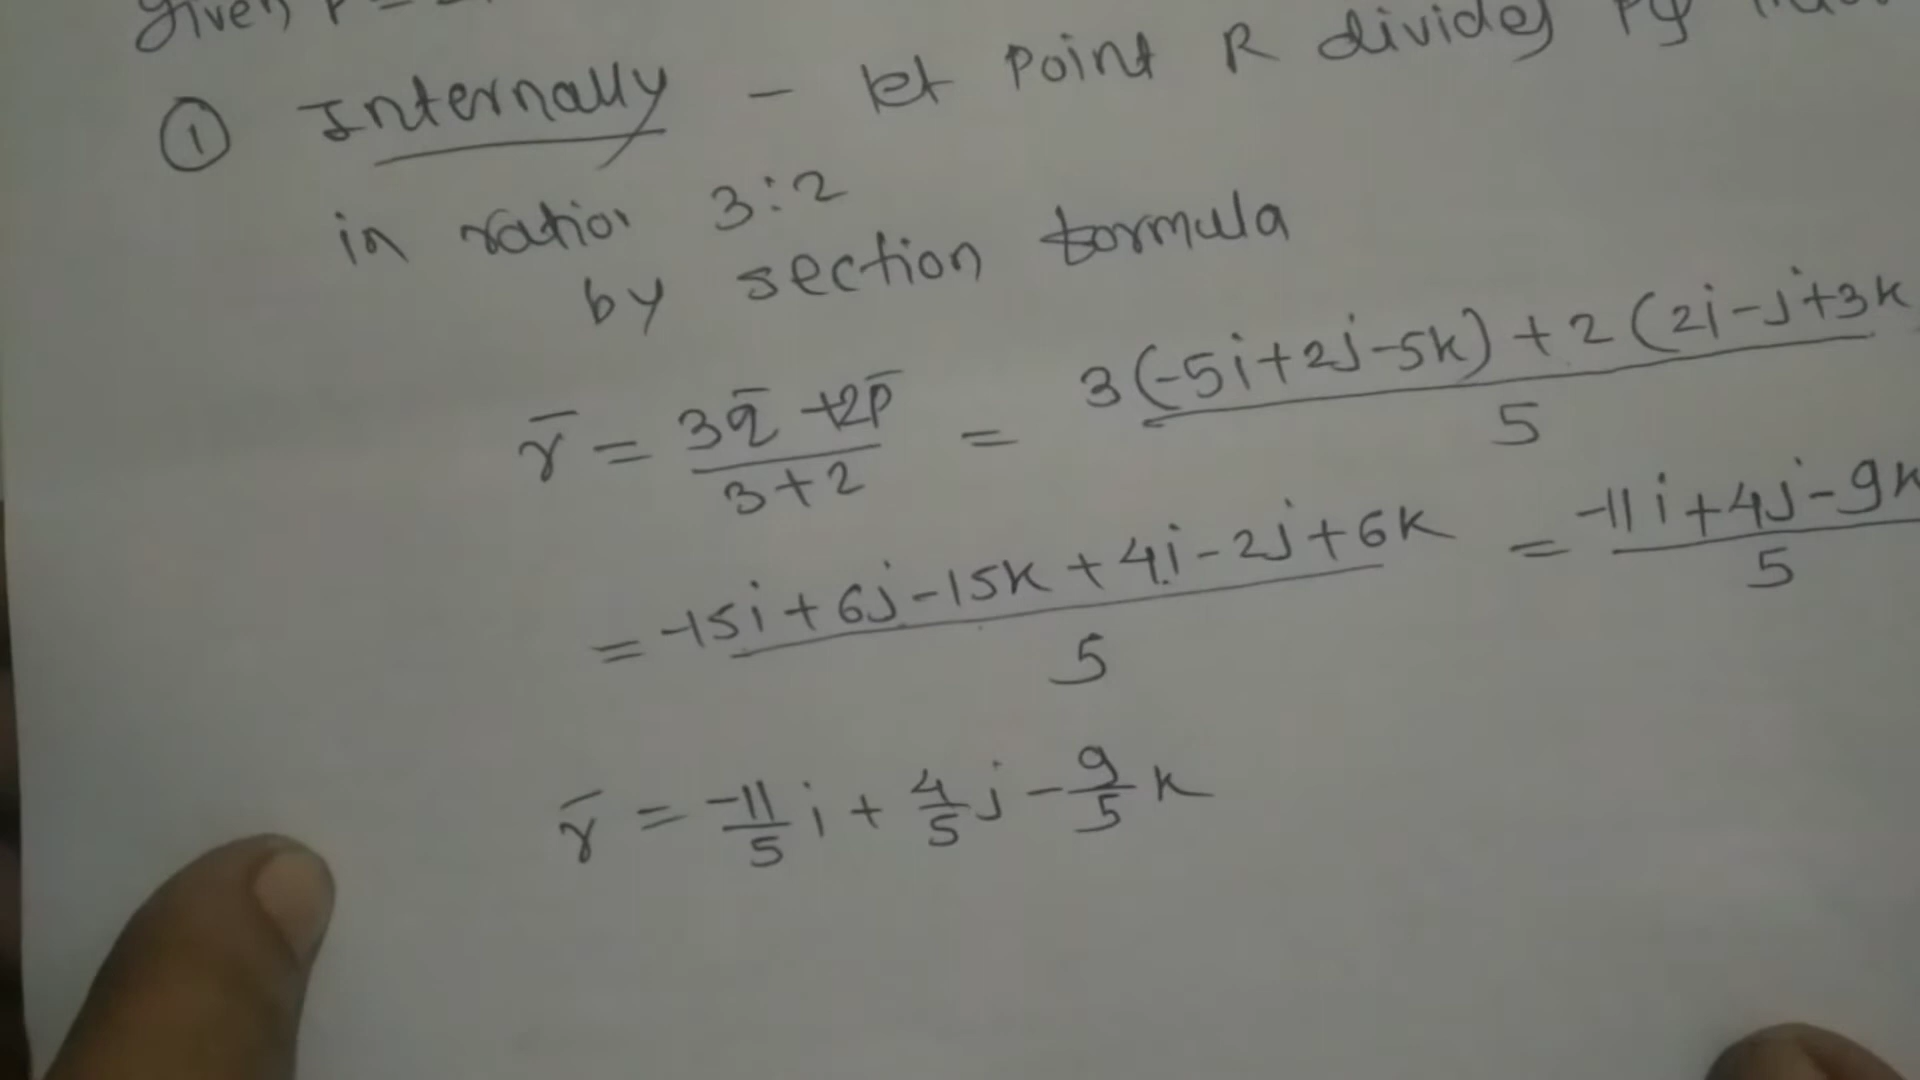 given
① Internally - let point R divides PQ
in ratio 3:2
by section formula
r̄ = 3q̄ +2p̄ / 3+2 = 3(-5i+2j-5k) + 2(2i-j+3k / 5
= -15i+6j-15k+4i-2j+6k / 5 = -11i+4j-9k / 5
r̄ = -11/5 i + 4/5 j - 9/5 k